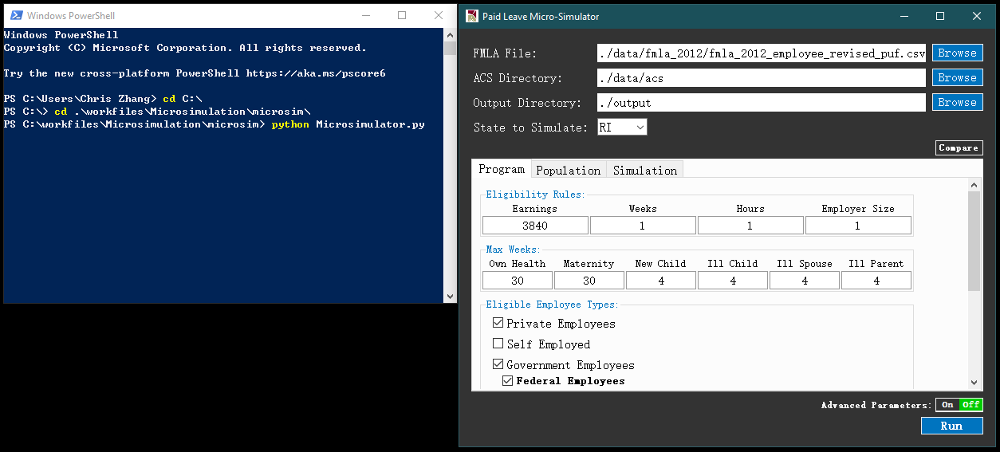 Windows PowerShell
Windows PowerShell
Copyright (C) Microsoft Corporation. All rights reserved.
Try the new cross-platform PowerShell https://aka.ms/pscore6
PS C:\Users\Chris Zhang> cd C:\
PS C:\> cd .\workfiles\Microsimulation\microsim\
PS C:\workfiles\Microsimulation\microsim> python Microsimulator.py
Paid Leave Micro-Simulator
FMLA File: ./data/fmla_2012/fmla_2012_employee_revised_puf.csv Browse
ACS Directory: ./data/acs Browse
Output Directory: ./output Browse
State to Simulate: RI
Compare
Program Population Simulation
Eligibility Rules:
Earnings Weeks Hours Employer Size
3840 1 1 1
Max Weeks:
Own Health Maternity New Child Ill Child Ill Spouse Ill Parent
30 30 4 4 4 4
Eligible Employee Types:
Private Employees
Self Employed
Government Employees
Federal Employees
Advanced Parameters: On Off
Run